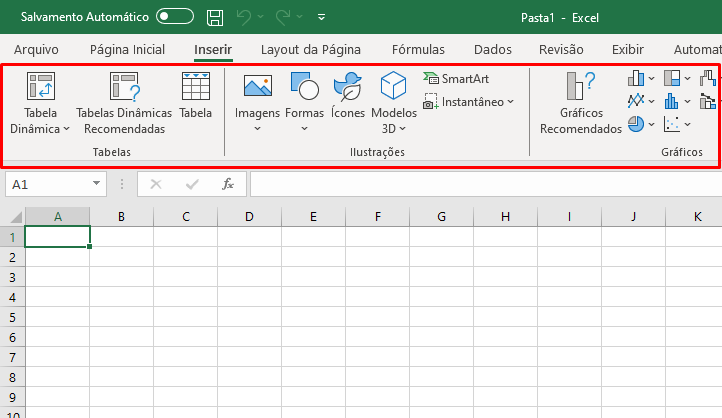 Salvamento Automático
Pasta1 - Excel
Arquivo Página Inicial Inserir Layout da Página Fórmulas Dados Revisão Exibir Automat
Tabela Dinâmica
Tabelas Dinâmicas Recomendadas
Tabela
Tabelas
Imagens
Formas
Ícones
Modelos 3D
SmartArt
Instantâneo
Ilustrações
Gráficos Recomendados
Gráficos
A1
fx
A B C D E F G H I J K
1
2
3
4
5
6
7
8
9
10